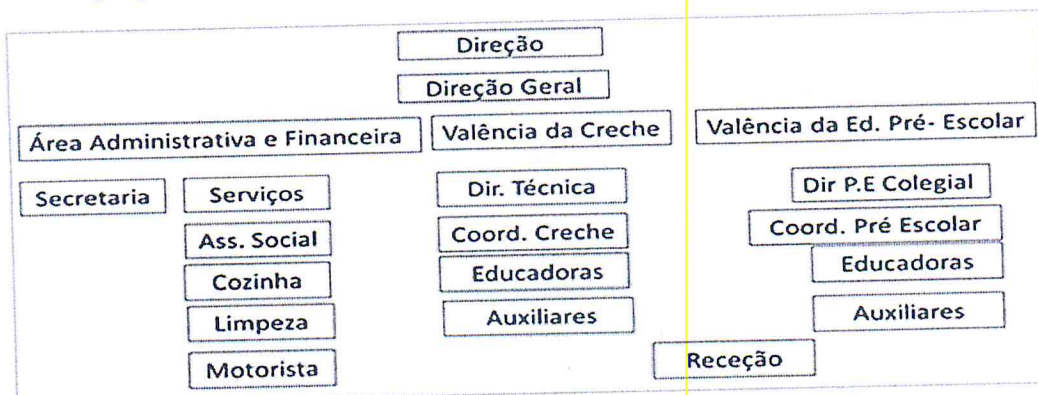 Direção
Direção Geral
Área Administrativa e Financeira
Valência da Creche
Valência da Ed. Pré- Escolar
Secretaria
Serviços
Dir. Técnica
Dir P.E Colegial
Ass. Social
Coord. Creche
Coord. Pré Escolar
Cozinha
Educadoras
Educadoras
Limpeza
Auxiliares
Auxiliares
Motorista
Receção